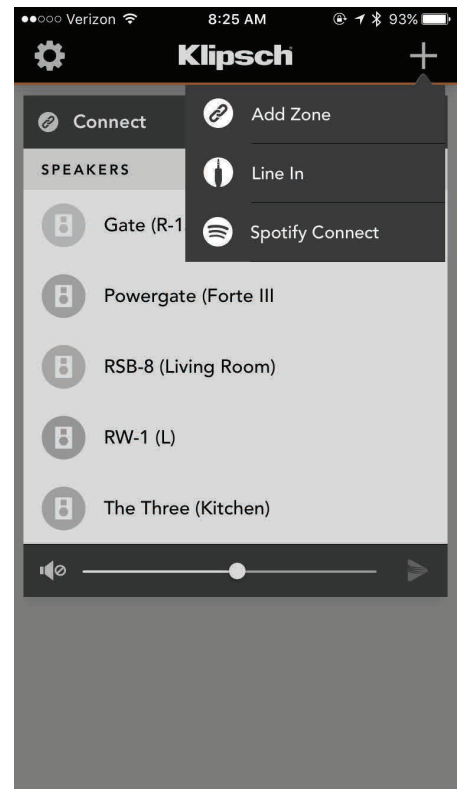 Verizon 8:25 AM 93%
Klipsch
Connect
Add Zone
Line In
Spotify Connect
SPEAKERS
Gate (R-1
Powergate (Forte III
RSB-8 (Living Room)
RW-1 (L)
The Three (Kitchen)